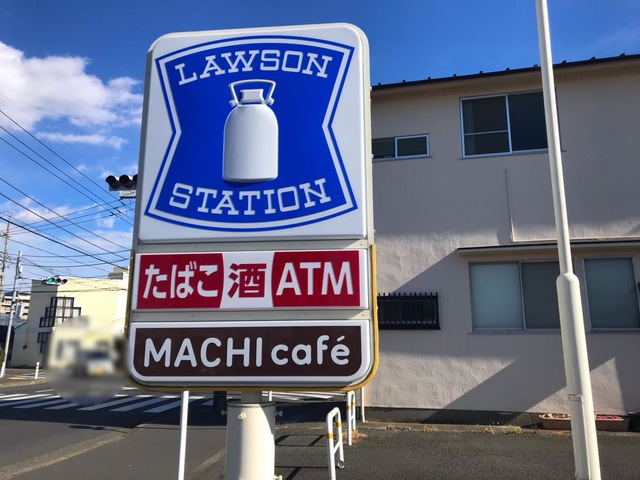 LAWSON
STATION
たばこ 酒 ATM
MACHI café